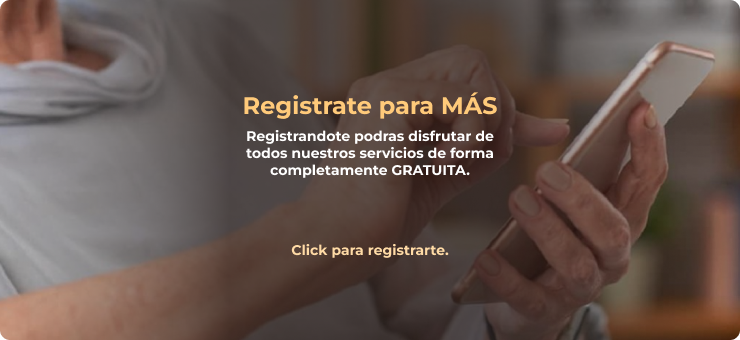 Registrate para MÁS
Registrandote podras disfrutar de
todos nuestros servicios de forma
completamente GRATUITA.
Click para registrarte.